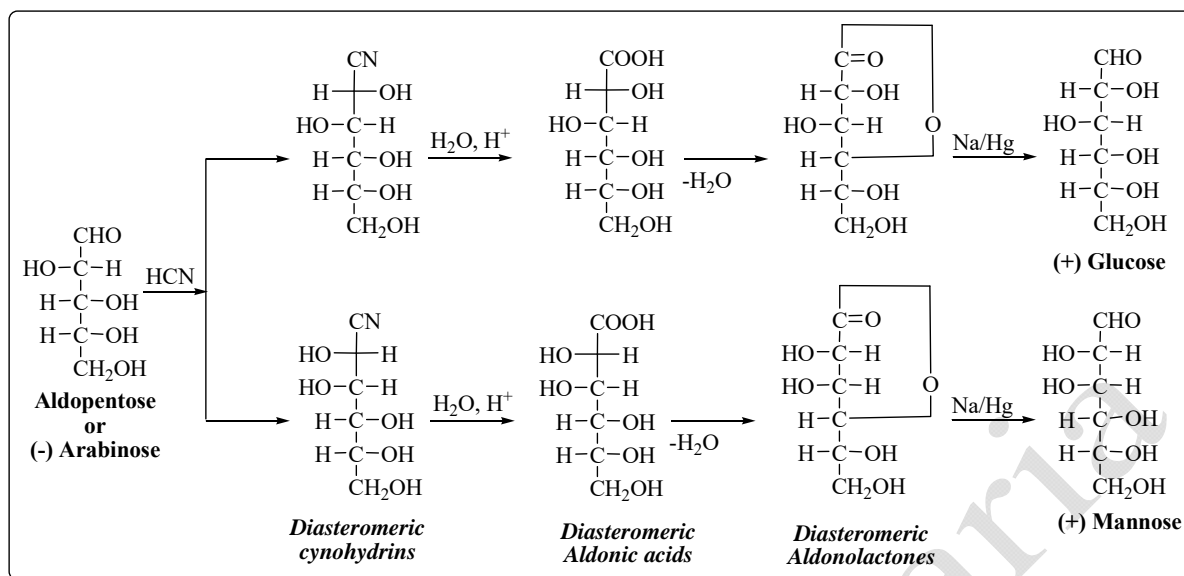 CHO
HO-C-H
H-C-OH
H-C-OH
CH₂OH
Aldopentose
or
(-) Arabinose
HCN
CN
H OH
HO-C-H
H-C-OH
H-C-OH
CH₂OH
H₂O, H⁺
COOH
H OH
HO-C-H
H-C-OH
H-C-OH
CH₂OH
-H₂O
C=O
H-C-OH
HO-C-H
O
H-C
H-C-OH
CH₂OH
Na/Hg
CHO
H-C-OH
HO-C-H
H-C-OH
H-C-OH
CH₂OH
(+) Glucose
CN
HO H
HO-C-H
H-C-OH
H-C-OH
CH₂OH
Diasteromeric
cynohydrins
H₂O, H⁺
COOH
HO H
HO-C-H
H-C-OH
H-C-OH
CH₂OH
Diasteromeric
Aldonic acids
-H₂O
C=O
HO-C-H
HO-C-H
O
H-C
H-C-OH
CH₂OH
Diasteromeric
Aldonolactones
Na/Hg
CHO
HO-C-H
HO-C-H
H-C-OH
H-C-OH
CH₂OH
(+) Mannose
aria